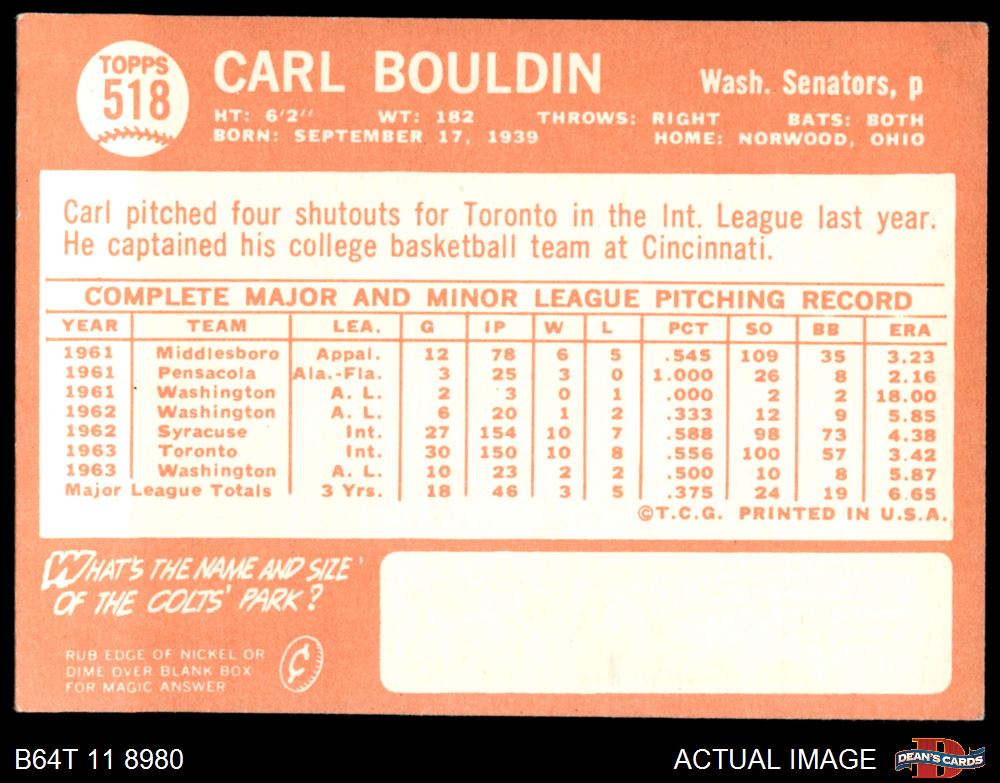 TOPPS
518
CARL BOULDIN
Wash. Senators, p
HT: 6'2" WT: 182 THROWS: RIGHT BATS: BOTH
BORN: SEPTEMBER 17, 1939 HOME: NORWOOD, OHIO
Carl pitched four shutouts for Toronto in the Int. League last year.
He captained his college basketball team at Cincinnati.
COMPLETE MAJOR AND MINOR LEAGUE PITCHING RECORD
YEAR TEAM LEA. G IP W L PCT SO BB ERA
1961 Middlesboro Appal. 12 78 6 5 .545 109 35 3.23
1961 Pensacola Ala.-Fla. 3 25 3 0 1.000 26 8 2.16
1961 Washington A. L. 2 3 0 1 .000 2 2 18.00
1962 Washington A. L. 6 20 1 2 .333 12 9 5.85
1962 Syracuse Int. 27 154 10 7 .588 98 73 4.38
1963 Toronto Int. 30 150 10 8 .556 100 57 3.42
1963 Washington A. L. 10 23 2 2 .500 10 8 5.87
Major League Totals 3 Yrs. 18 46 3 5 .375 24 19 6.65
©T.C.G. PRINTED IN U.S.A.
WHAT'S THE NAME AND SIZE
OF THE COLTS' PARK?
RUB EDGE OF NICKEL OR
DIME OVER BLANK BOX
FOR MAGIC ANSWER
¢
B64T 11 8980
ACTUAL IMAGE
D
DEAN'S CARDS